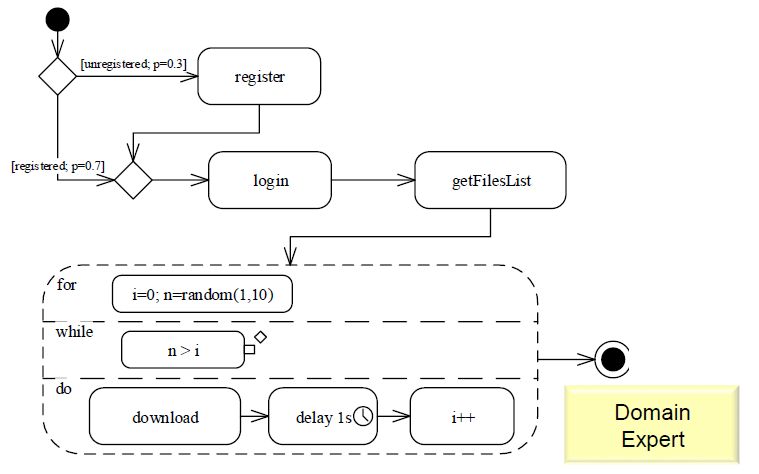 [unregistered; p=0.3]
register
[registered; p=0.7]
login
getFilesList
for
i=0; n=random(1,10)
while
n > i
do
download
delay 1s
i++
Domain
Expert